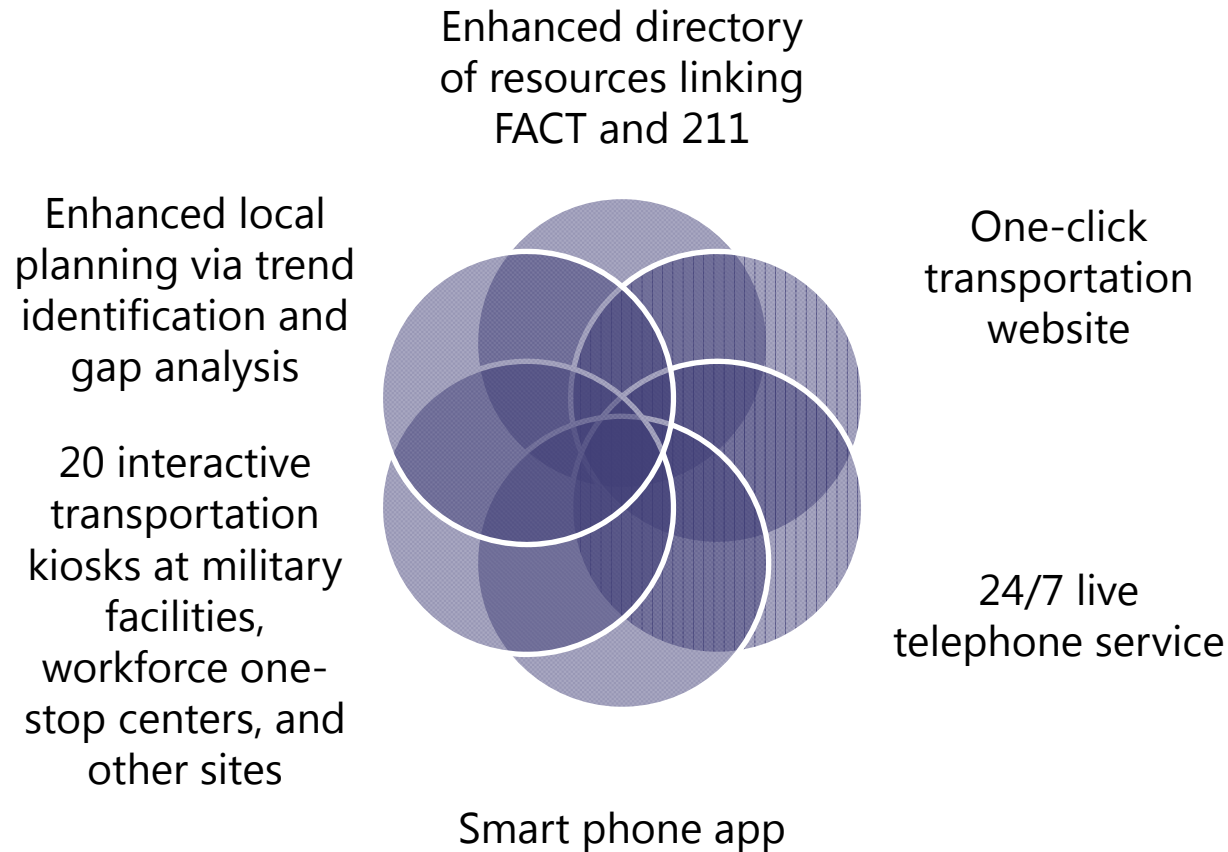 Enhanced directory
of resources linking
FACT and 211
One-click
transportation
website
24/7 live
telephone service
Smart phone app
20 interactive
transportation
kiosks at military
facilities,
workforce one-
stop centers, and
other sites
Enhanced local
planning via trend
identification and
gap analysis